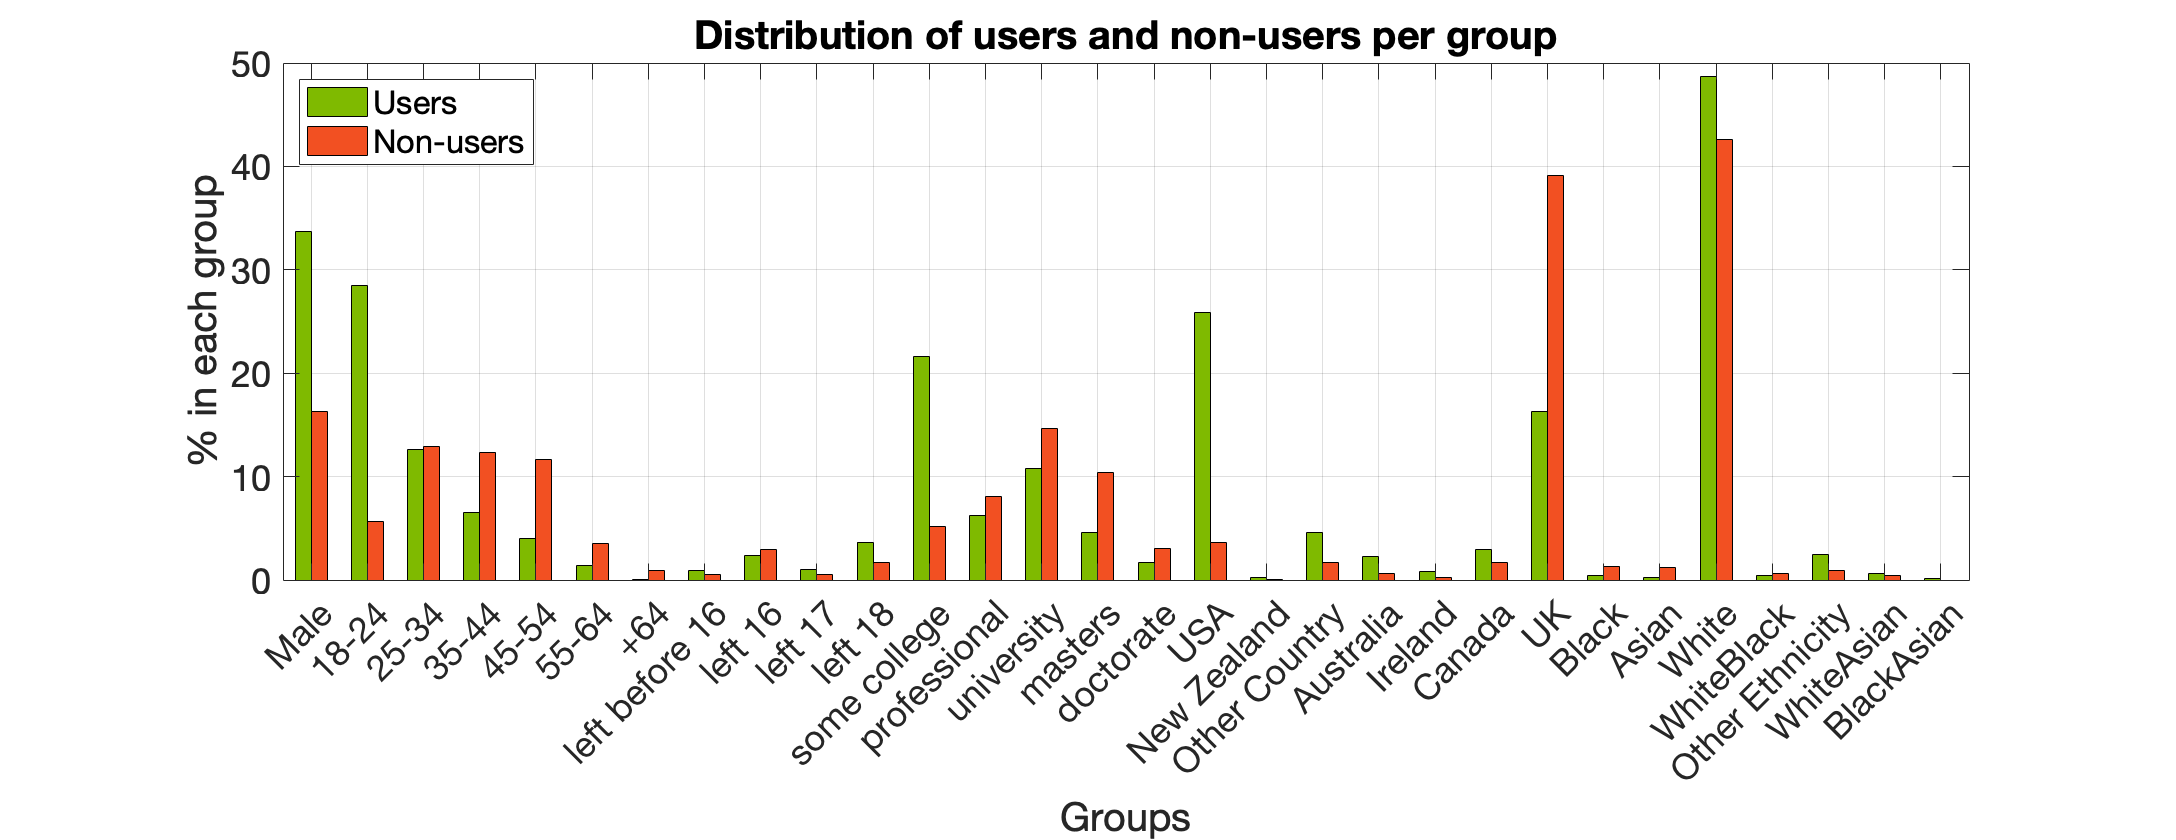 Distribution of users and non-users per group
Users
Non-users
% in each group
50
40
30
20
10
0
Male
18-24
25-34
35-44
45-54
55-64
+64
left before 16
left 16
left 17
left 18
some college
professional
university
masters
doctorate
USA
New Zealand
Other Country
Australia
Ireland
Canada
UK
Black
Asian
White
WhiteBlack
Other Ethnicity
WhiteAsian
BlackAsian
Groups